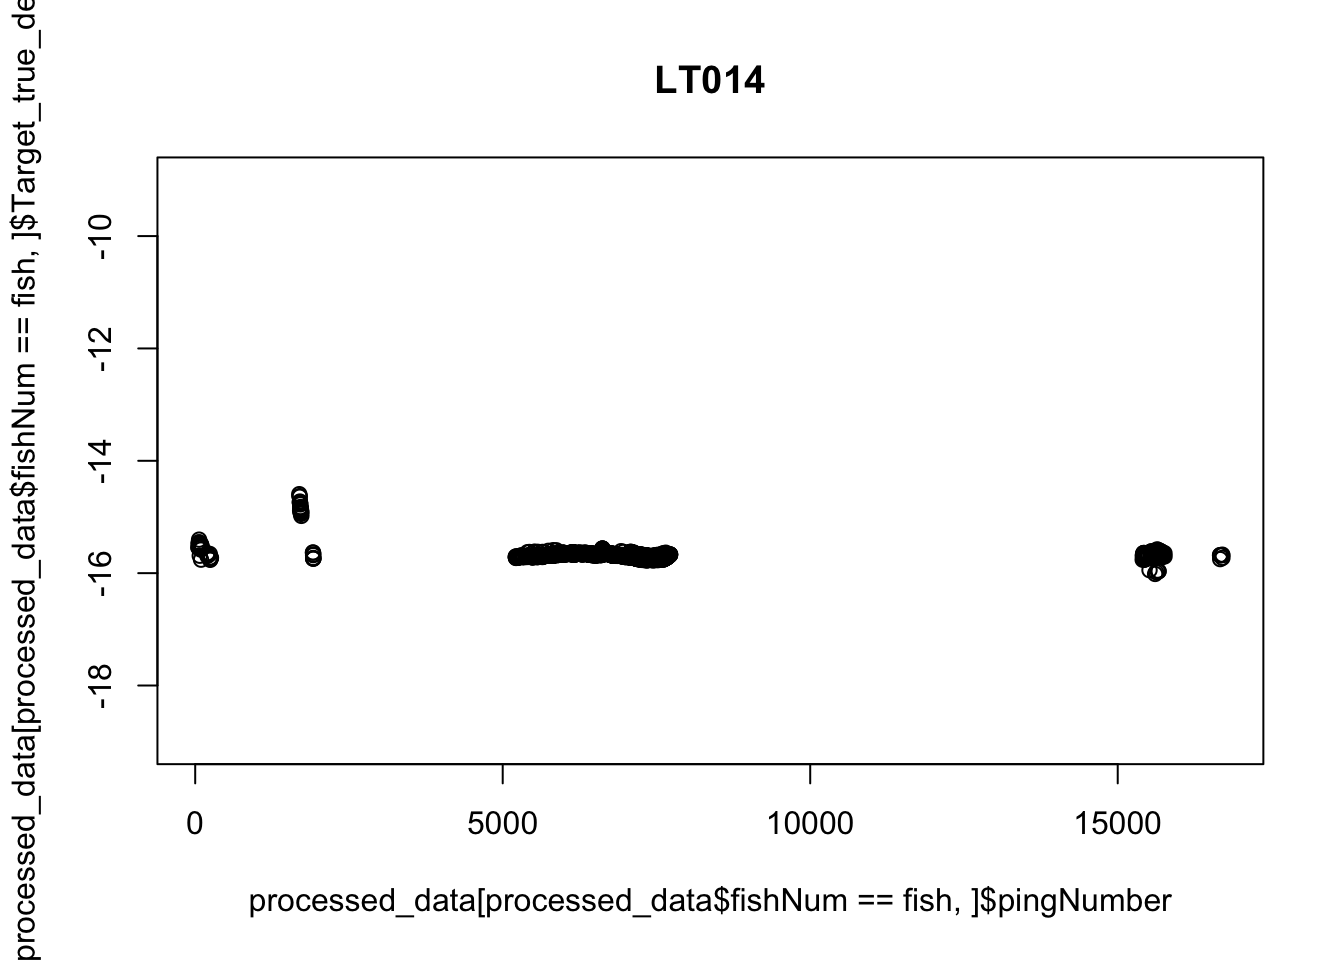 LT014
processed_data[processed_data$fishNum == fish, ]$Target_true_de
-10
-12
-14
-16
-18
0 5000 10000 15000
processed_data[processed_data$fishNum == fish, ]$pingNumber